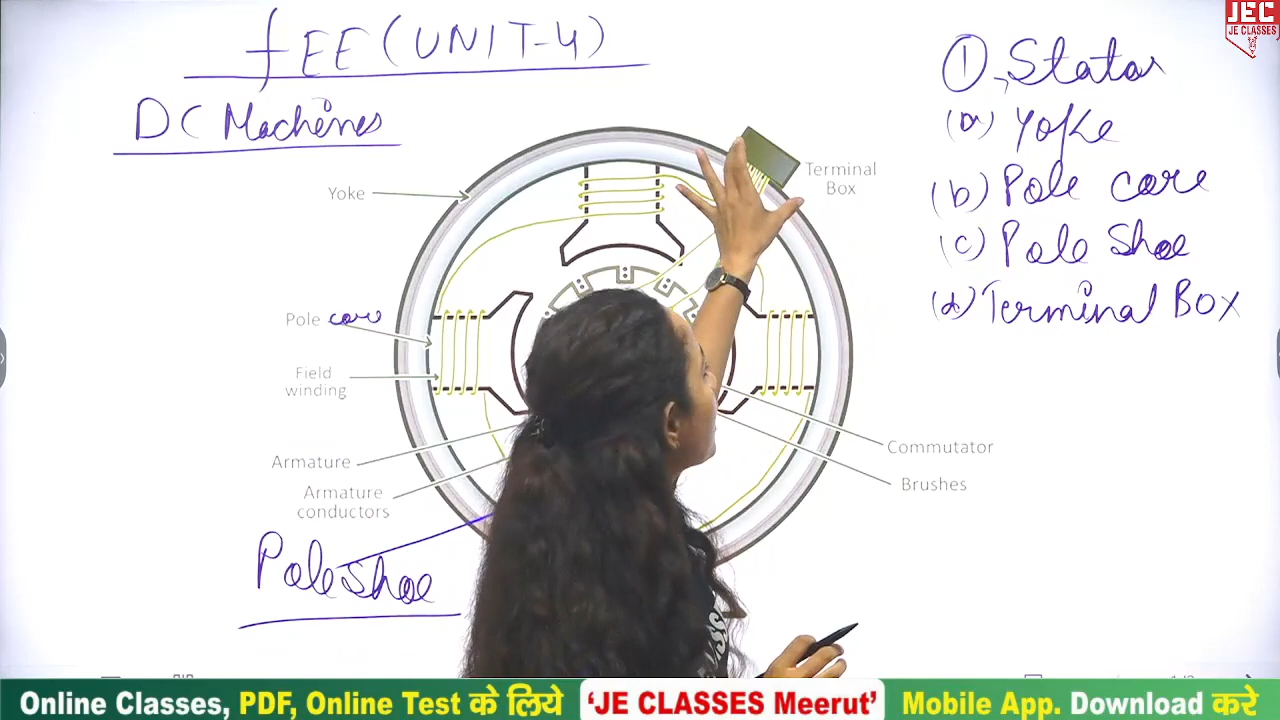 fEE (UNIT-4)
DC Machines
JEC
JE CLASSES
① Stator
(a) Yoke
(b) Pole core
(c) Pole Shoe
(d) Terminal Box
Yoke
Terminal
Box
Pole core
Field
winding
Armature
Armature
conductors
Commutator
Brushes
Pole shoe
Online Classes, PDF, Online Test के लिये 'JE CLASSES Meerut' Mobile App. Download करे